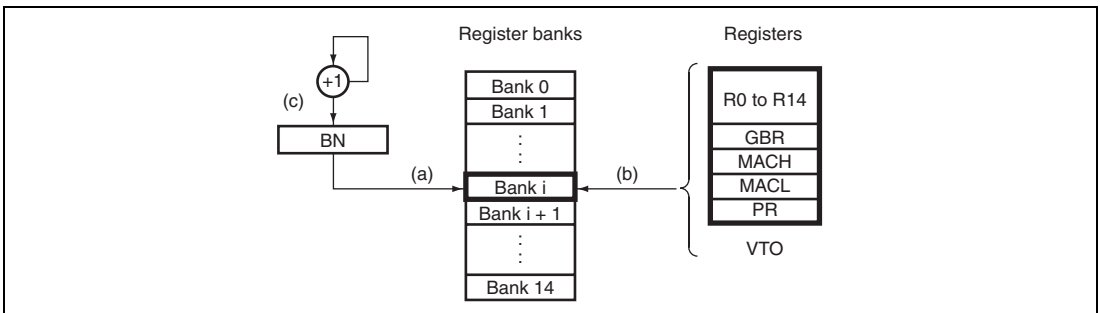 Register banks
Registers
+1
(c)
BN
(a)
Bank 0
Bank 1
:
:
Bank i
Bank i + 1
:
:
Bank 14
(b)
R0 to R14
GBR
MACH
MACL
PR
VTO